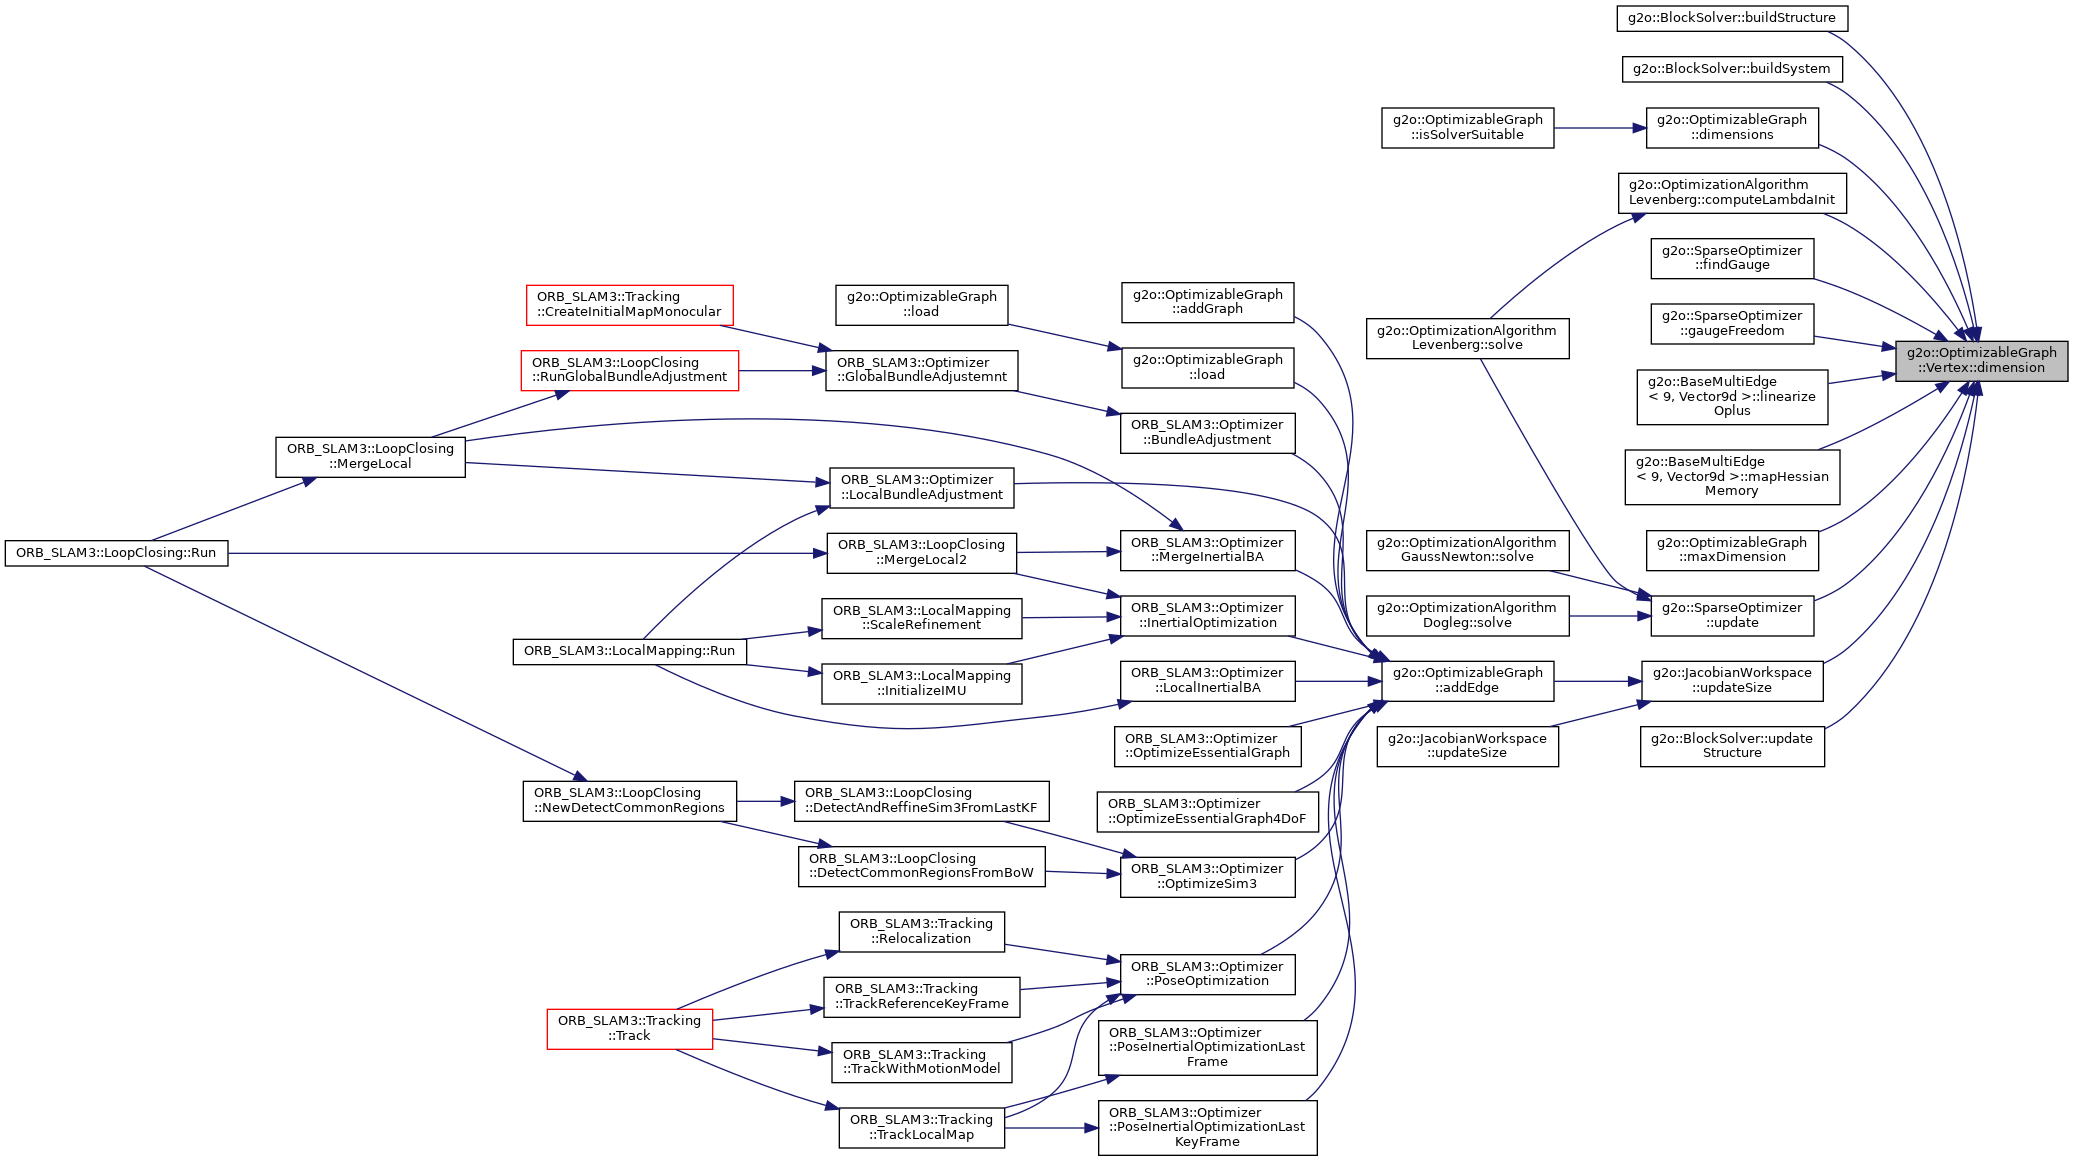 g2o::BlockSolver::buildStructure
g2o::BlockSolver::buildSystem
g2o::OptimizableGraph
::isSolverSuitable
g2o::OptimizableGraph
::dimensions
g2o::OptimizationAlgorithm
Levenberg::computeLambdaInit
g2o::SparseOptimizer
::findGauge
g2o::SparseOptimizer
::gaugeFreedom
g2o::OptimizableGraph
::Vertex::dimension
g2o::BaseMultiEdge
< 9, Vector9d >::linearize
Oplus
g2o::BaseMultiEdge
< 9, Vector9d >::mapHessian
Memory
g2o::OptimizableGraph
::maxDimension
g2o::SparseOptimizer
::update
g2o::JacobianWorkspace
::updateSize
g2o::BlockSolver::update
Structure
g2o::OptimizationAlgorithm
Levenberg::solve
g2o::OptimizationAlgorithm
GaussNewton::solve
g2o::OptimizationAlgorithm
Dogleg::solve
g2o::OptimizableGraph
::addEdge
g2o::JacobianWorkspace
::updateSize
g2o::OptimizableGraph
::addGraph
g2o::OptimizableGraph
::load
ORB_SLAM3::Optimizer
::BundleAdjustment
ORB_SLAM3::Optimizer
::MergeInertialBA
ORB_SLAM3::Optimizer
::InertialOptimization
ORB_SLAM3::Optimizer
::LocalInertialBA
ORB_SLAM3::Optimizer
::OptimizeEssentialGraph
ORB_SLAM3::Optimizer
::OptimizeEssentialGraph4DoF
ORB_SLAM3::Optimizer
::OptimizeSim3
ORB_SLAM3::Optimizer
::PoseOptimization
ORB_SLAM3::Optimizer
::PoseInertialOptimizationLast
Frame
ORB_SLAM3::Optimizer
::PoseInertialOptimizationLast
KeyFrame
g2o::OptimizableGraph
::load
ORB_SLAM3::Optimizer
::GlobalBundleAdjustemnt
ORB_SLAM3::Optimizer
::LocalBundleAdjustment
ORB_SLAM3::LoopClosing
::MergeLocal2
ORB_SLAM3::LocalMapping
::ScaleRefinement
ORB_SLAM3::LocalMapping
::InitializeIMU
ORB_SLAM3::LoopClosing
::DetectAndReffineSim3FromLastKF
ORB_SLAM3::LoopClosing
::DetectCommonRegionsFromBoW
ORB_SLAM3::Tracking
::Relocalization
ORB_SLAM3::Tracking
::TrackReferenceKeyFrame
ORB_SLAM3::Tracking
::TrackWithMotionModel
ORB_SLAM3::Tracking
::TrackLocalMap
ORB_SLAM3::Tracking
::CreateInitialMapMonocular
ORB_SLAM3::LoopClosing
::RunGlobalBundleAdjustment
ORB_SLAM3::LocalMapping::Run
ORB_SLAM3::LoopClosing
::NewDetectCommonRegions
ORB_SLAM3::Tracking
::Track
ORB_SLAM3::LoopClosing
::MergeLocal
ORB_SLAM3::LoopClosing::Run